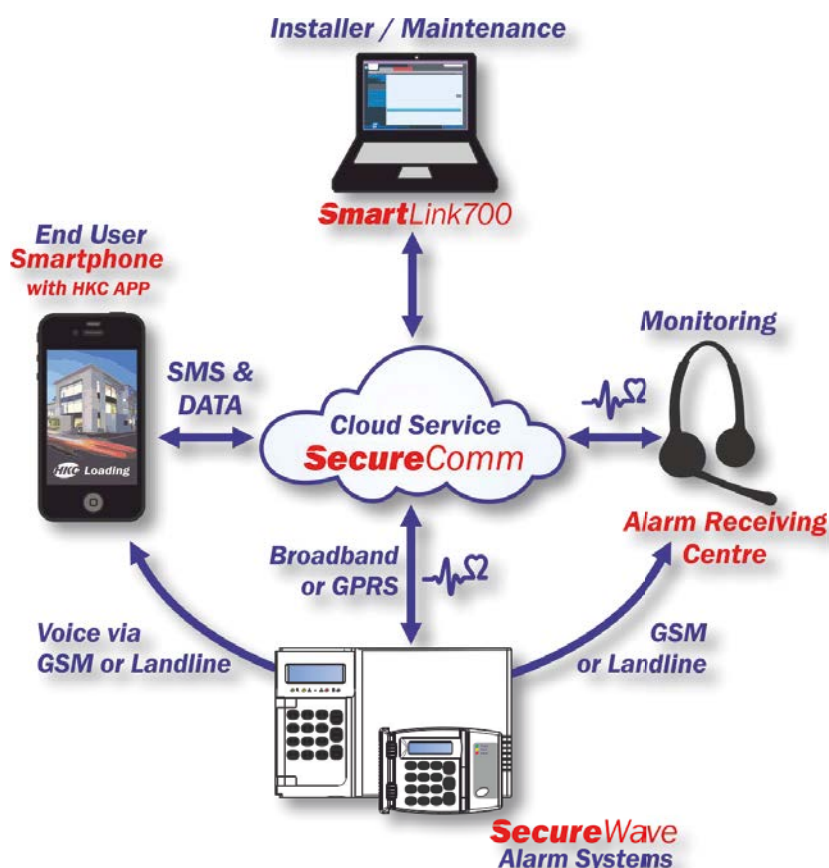 Installer / Maintenance
SmartLink700
End User
Smartphone
with HKC APP
HKC Loading
SMS &
DATA
Cloud Service
SecureComm
Monitoring
Alarm Receiving
Centre
Broadband
or GPRS
Voice via
GSM or Landline
GSM
or Landline
SecureWave
Alarm Systems